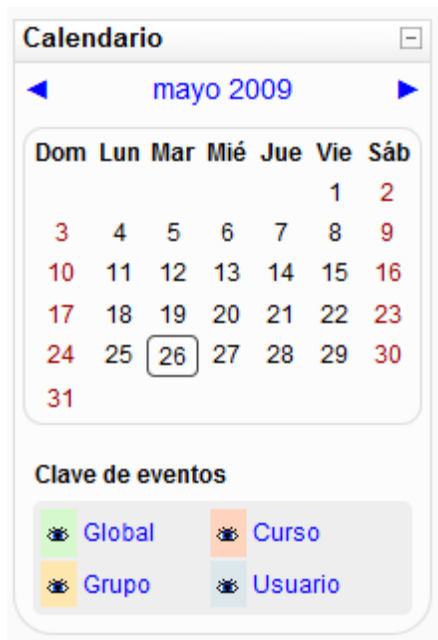 Calendario
mayo 2009
Dom Lun Mar Mié Jue Vie Sáb
1 2
3 4 5 6 7 8 9
10 11 12 13 14 15 16
17 18 19 20 21 22 23
24 25 26 27 28 29 30
31
Clave de eventos
Global Curso
Grupo Usuario